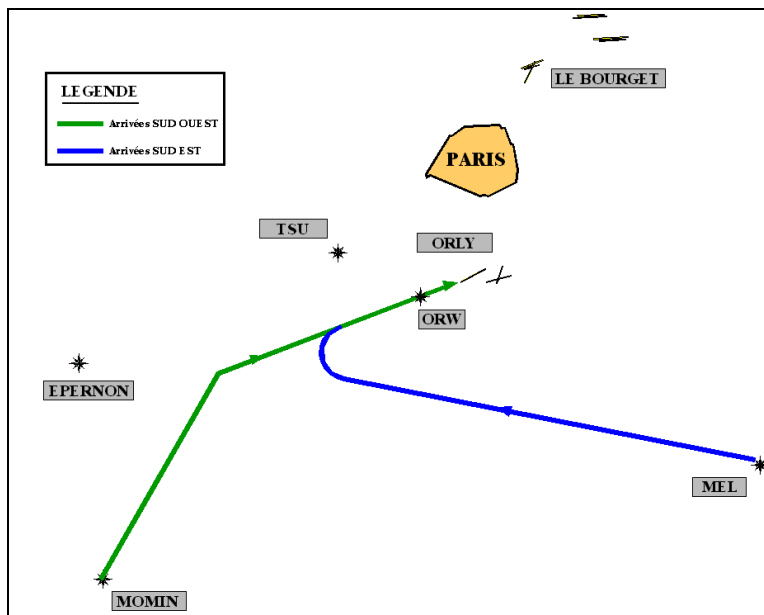 LE BOURGET
LEGENDE
Arrivées SUD OUEST
Arrivées SUD EST
PARIS
TSU
ORLY
ORW
EPERNON
MEL
MOMIN